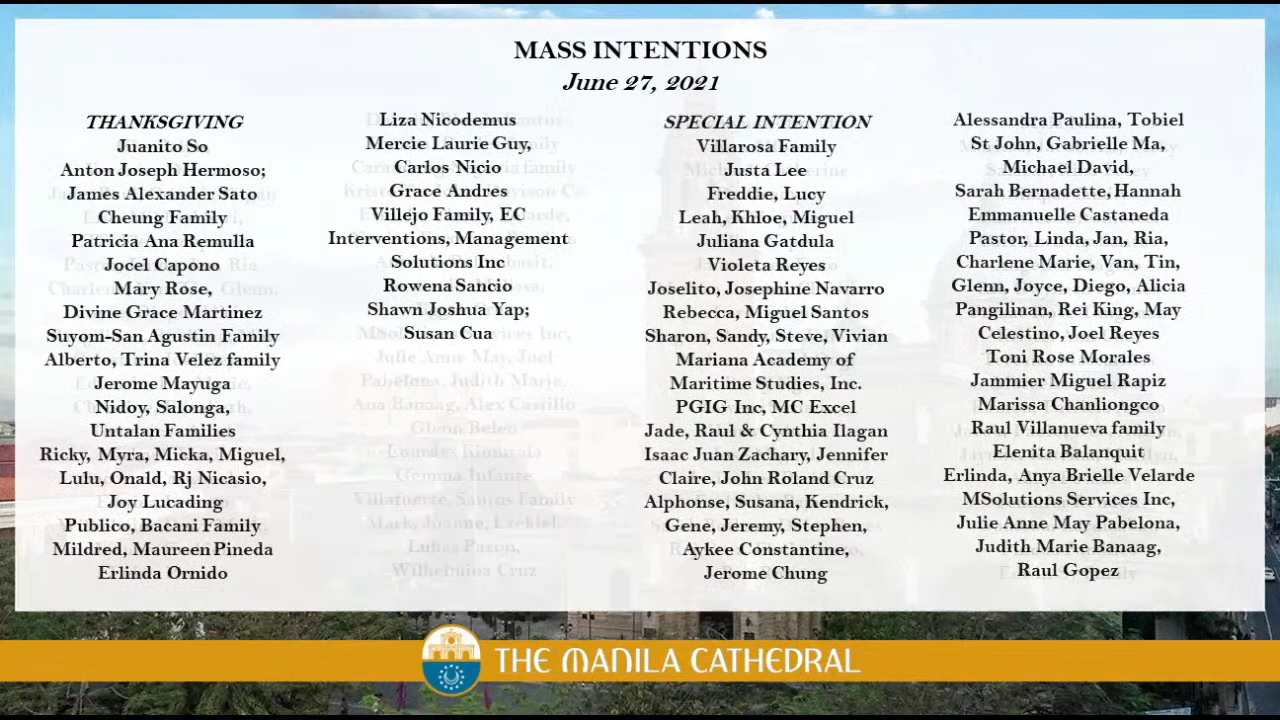 MASS INTENTIONS
June 27, 2021
THANKSGIVING
Juanito So
Anton Joseph Hermoso;
James Alexander Sato
Cheung Family
Patricia Ana Remulla
Jocel Capono
Mary Rose,
Divine Grace Martinez
Suyom-San Agustin Family
Alberto, Trina Velez family
Jerome Mayuga
Nidoy, Salonga,
Untalan Families
Ricky, Myra, Micka, Miguel,
Lulu, Onald, Rj Nicasio,
Joy Lucading
Publico, Bacani Family
Mildred, Maureen Pineda
Erlinda Ornido
Liza Nicodemus
Mercie Laurie Guy,
Carlos Nicio
Grace Andres
Villejo Family, EC
Interventions, Management
Solutions Inc
Rowena Sancio
Shawn Joshua Yap;
Susan Cua
SPECIAL INTENTION
Villarosa Family
Justa Lee
Freddie, Lucy
Leah, Khloe, Miguel
Juliana Gatdula
Violeta Reyes
Joselito, Josephine Navarro
Rebecca, Miguel Santos
Sharon, Sandy, Steve, Vivian
Mariana Academy of
Maritime Studies, Inc.
PGIG Inc, MC Excel
Jade, Raul & Cynthia Ilagan
Isaac Juan Zachary, Jennifer
Claire, John Roland Cruz
Alphonse, Susana, Kendrick,
Gene, Jeremy, Stephen,
Aykee Constantine,
Jerome Chung
Alessandra Paulina, Tobiel
St John, Gabrielle Ma,
Michael David,
Sarah Bernadette, Hannah
Emmanuelle Castaneda
Pastor, Linda, Jan, Ria,
Charlene Marie, Van, Tin,
Glenn, Joyce, Diego, Alicia
Pangilinan, Rei King, May
Celestino, Joel Reyes
Toni Rose Morales
Jammier Miguel Rapiz
Marissa Chanliongco
Raul Villanueva family
Elenita Balanquit
Erlinda, Anya Brielle Velarde
MSolutions Services Inc,
Julie Anne May Pabelona,
Judith Marie Banaag,
Raul Gopez
THE MANILA CATHEDRAL